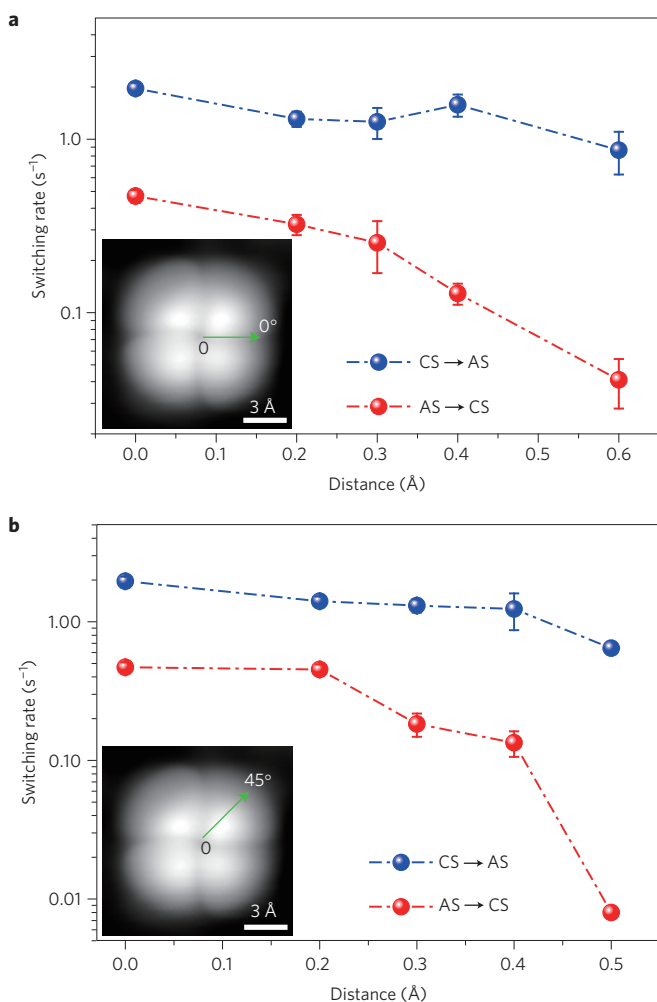 a
1.0
0.1
Switching rate (s⁻¹)
0°
0
3 Å
CS → AS
AS → CS
0.0 0.1 0.2 0.3 0.4 0.5 0.6
Distance (Å)
b
1.00
0.10
0.01
Switching rate (s⁻¹)
45°
0
3 Å
CS → AS
AS → CS
0.0 0.1 0.2 0.3 0.4 0.5
Distance (Å)